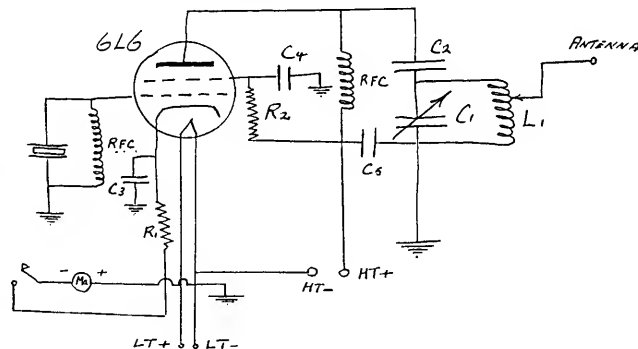 6L6
C4
C2
ANTENNA
RFC
R2
C1
L1
RFC
C3
C5
R1
- Ma +
HT- HT+
LT+ LT-